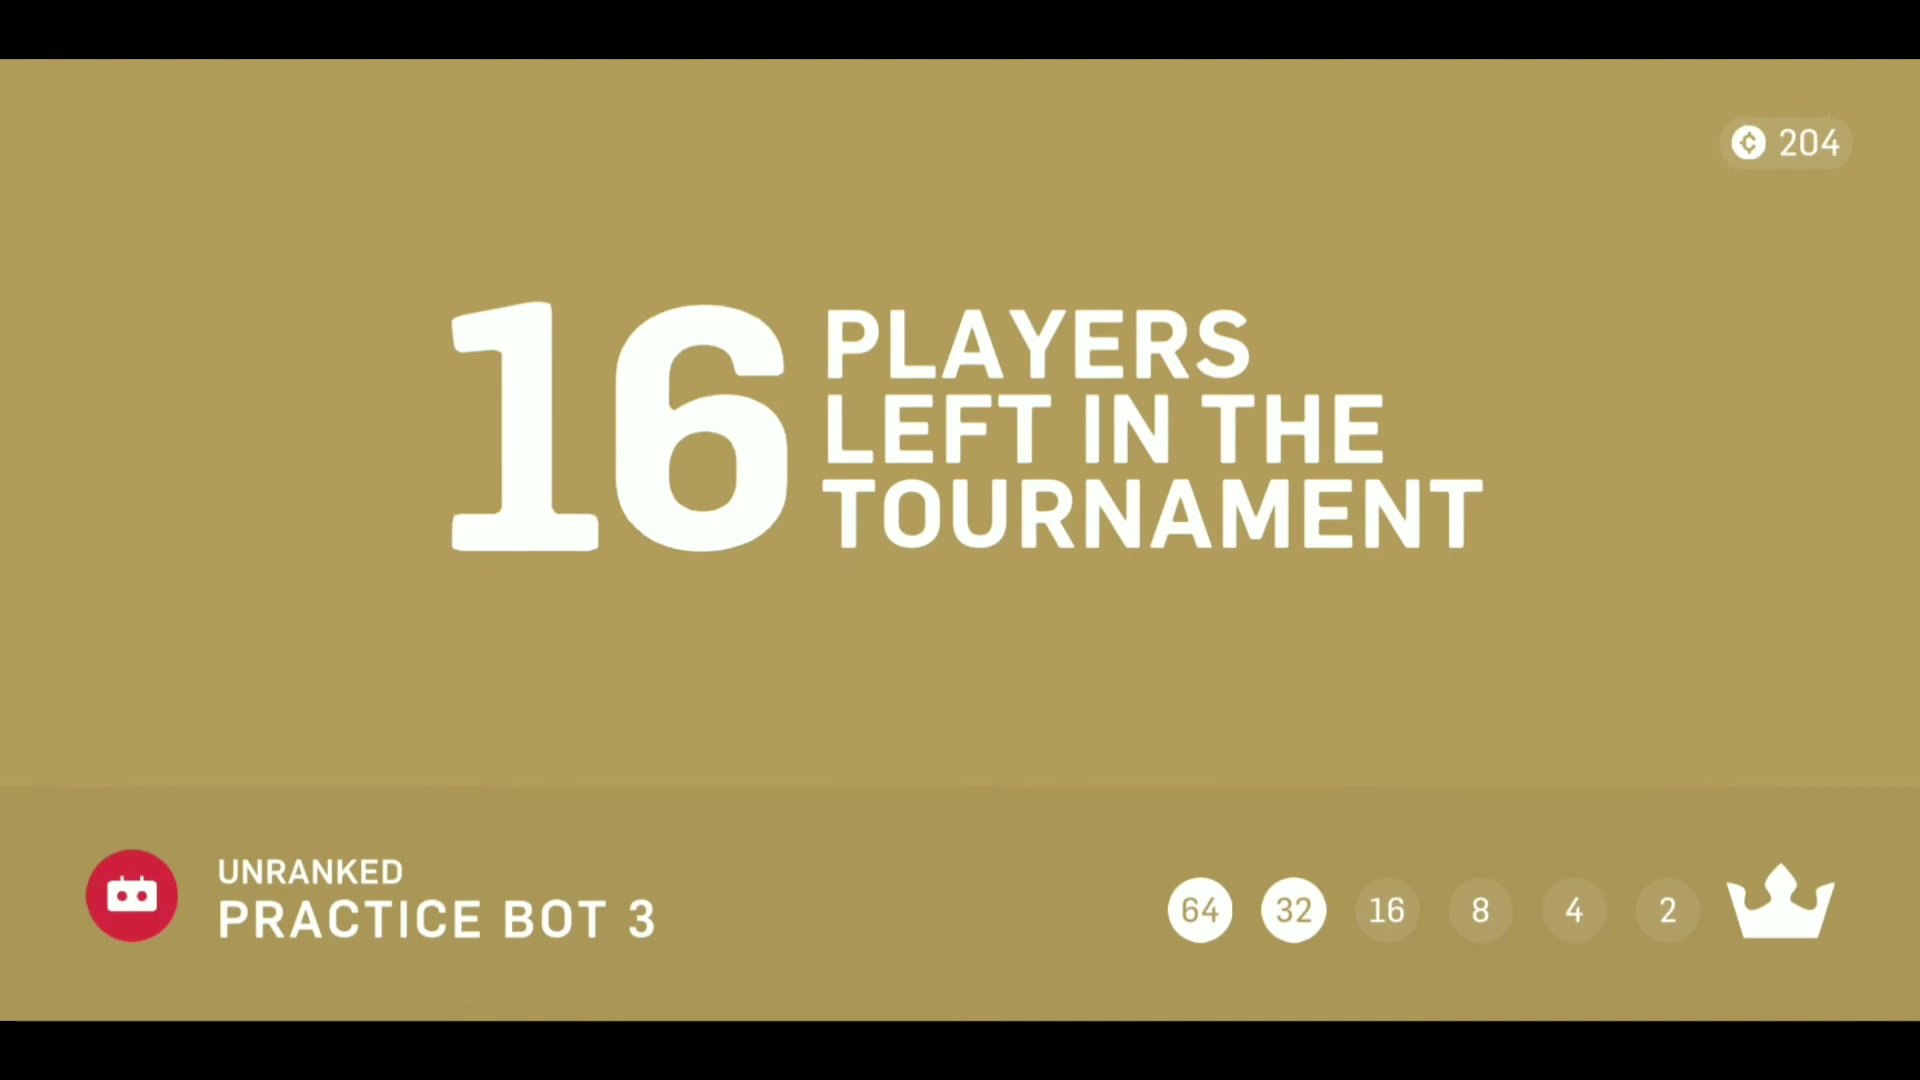 204
16
PLAYERS
LEFT IN THE
TOURNAMENT
UNRANKED
PRACTICE BOT 3
64 32 16 8 4 2